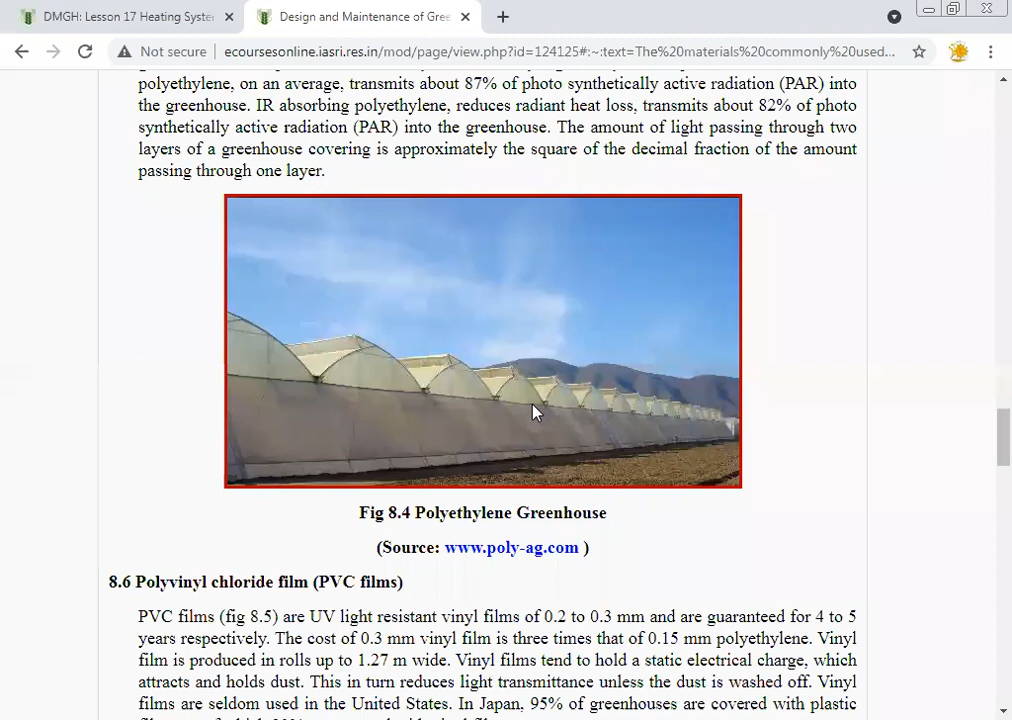 DMGH: Lesson 17 Heating Syste
Design and Maintenance of Gree
Not secure
ecoursesonline.iasri.res.in/mod/page/view.php?id=124125#:~:text=The%20materials%20commonly%20used...
polyethylene, on an average, transmits about 87% of photo synthetically active radiation (PAR) into
the greenhouse. IR absorbing polyethylene, reduces radiant heat loss, transmits about 82% of photo
synthetically active radiation (PAR) into the greenhouse. The amount of light passing through two
layers of a greenhouse covering is approximately the square of the decimal fraction of the amount
passing through one layer.
Fig 8.4 Polyethylene Greenhouse
(Source: www.poly-ag.com )
8.6 Polyvinyl chloride film (PVC films)
PVC films (fig 8.5) are UV light resistant vinyl films of 0.2 to 0.3 mm and are guaranteed for 4 to 5
years respectively. The cost of 0.3 mm vinyl film is three times that of 0.15 mm polyethylene. Vinyl
film is produced in rolls up to 1.27 m wide. Vinyl films tend to hold a static electrical charge, which
attracts and holds dust. This in turn reduces light transmittance unless the dust is washed off. Vinyl
films are seldom used in the United States. In Japan, 95% of greenhouses are covered with plastic